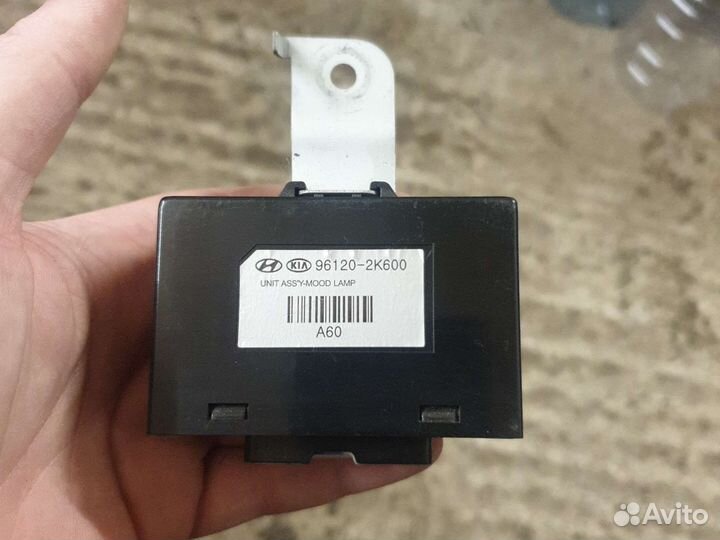 KIA 96120-2K600
UNIT ASS'Y-MOOD LAMP
A60
Avito